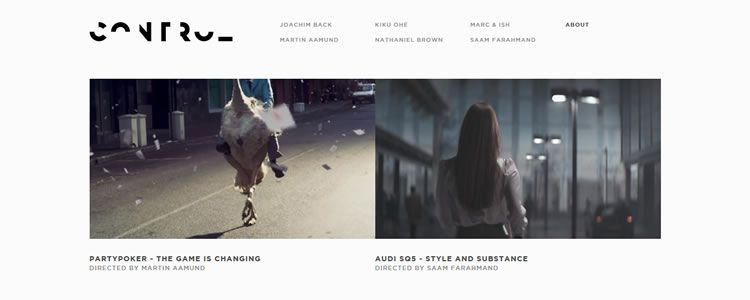 CONTROL
JOACHIM BACK
KIKU OHE
MARC & ISH
ABOUT
MARTIN AAMUND
NATHANIEL BROWN
SAAM FARAHMAND
PARTYPOKER - THE GAME IS CHANGING
DIRECTED BY MARTIN AAMUND
AUDI SQ5 - STYLE AND SUBSTANCE
DIRECTED BY SAAM FARAHMAND